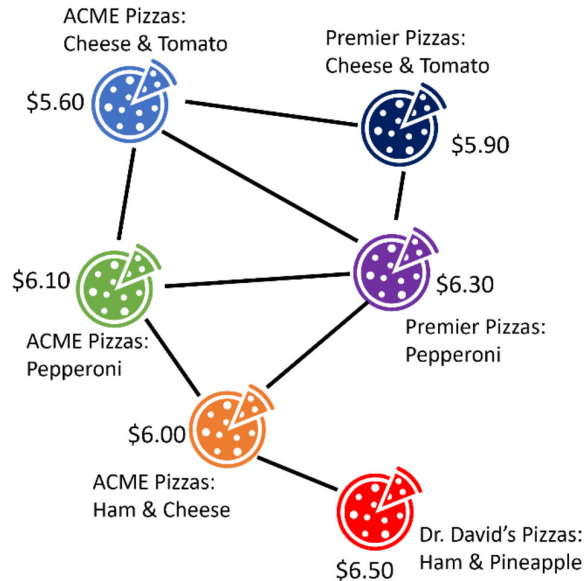 ACME Pizzas:
Cheese & Tomato
$5.60
Premier Pizzas:
Cheese & Tomato
$5.90
$6.10
ACME Pizzas:
Pepperoni
$6.30
Premier Pizzas:
Pepperoni
$6.00
ACME Pizzas:
Ham & Cheese
Dr. David's Pizzas:
Ham & Pineapple
$6.50